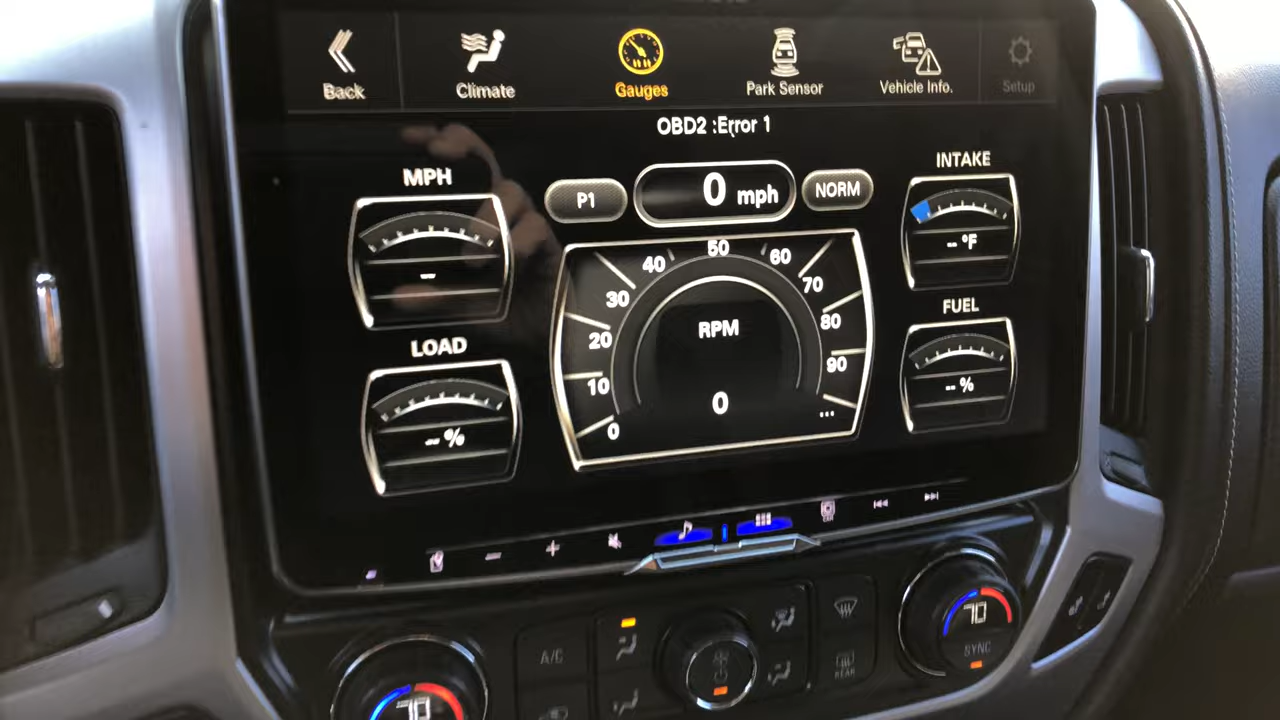 Back
Climate
Gauges
Park Sensor
Vehicle Info.
Setup
OBD2 :Error 1
MPH
--
LOAD
-- %
P1
0 mph
NORM
0
10
20
30
40
50
60
70
80
90
...
RPM
0
INTAKE
-- °F
FUEL
-- %
A/C
REAR
70
SYNC